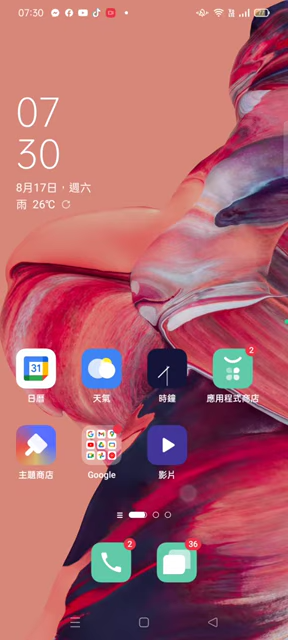 07:30
07
30
8月17日，週六
雨 26℃
31
2
日曆
天氣
時鐘
應用程式商店
主題商店
Google
影片
2
36